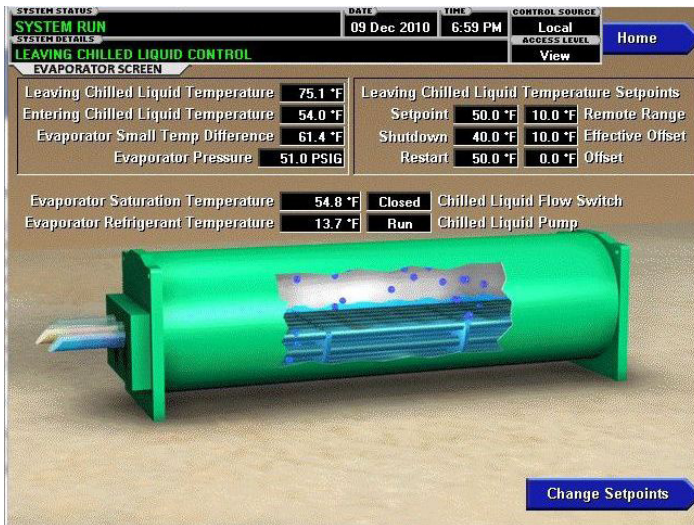 SYSTEM STATUS
SYSTEM RUN
DATE
09 Dec 2010
TIME
6:59 PM
CONTROL SOURCE
Local
Home
SYSTEM DETAILS
LEAVING CHILLED LIQUID CONTROL
ACCESS LEVEL
View
EVAPORATOR SCREEN
Leaving Chilled Liquid Temperature 75.1 °F
Entering Chilled Liquid Temperature 54.0 °F
Evaporator Small Temp Difference 61.4 °F
Evaporator Pressure 51.0 PSIG
Leaving Chilled Liquid Temperature Setpoints
Setpoint 50.0 °F 10.0 °F Remote Range
Shutdown 40.0 °F 10.0 °F Effective Offset
Restart 50.0 °F 0.0 °F Offset
Evaporator Saturation Temperature 54.8 °F Closed Chilled Liquid Flow Switch
Evaporator Refrigerant Temperature 13.7 °F Run Chilled Liquid Pump
Change Setpoints